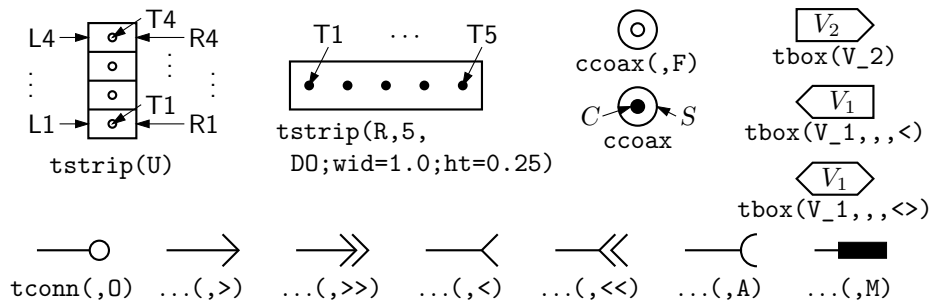 L4 T4 R4
⋮ ⋮ ⋮
L1 T1 R1
tstrip(U)
T1 ··· T5
tstrip(R,5,
DO;wid=1.0;ht=0.25)
ccoax(,F)
C S
ccoax
V2
tbox(V_2)
V1
tbox(V_1,,,<)
V1
tbox(V_1,,,<>)
tconn(,O) ...(,>) ...(,>>) ...(,<) ...(,<<) ...(,A) ...(,M)